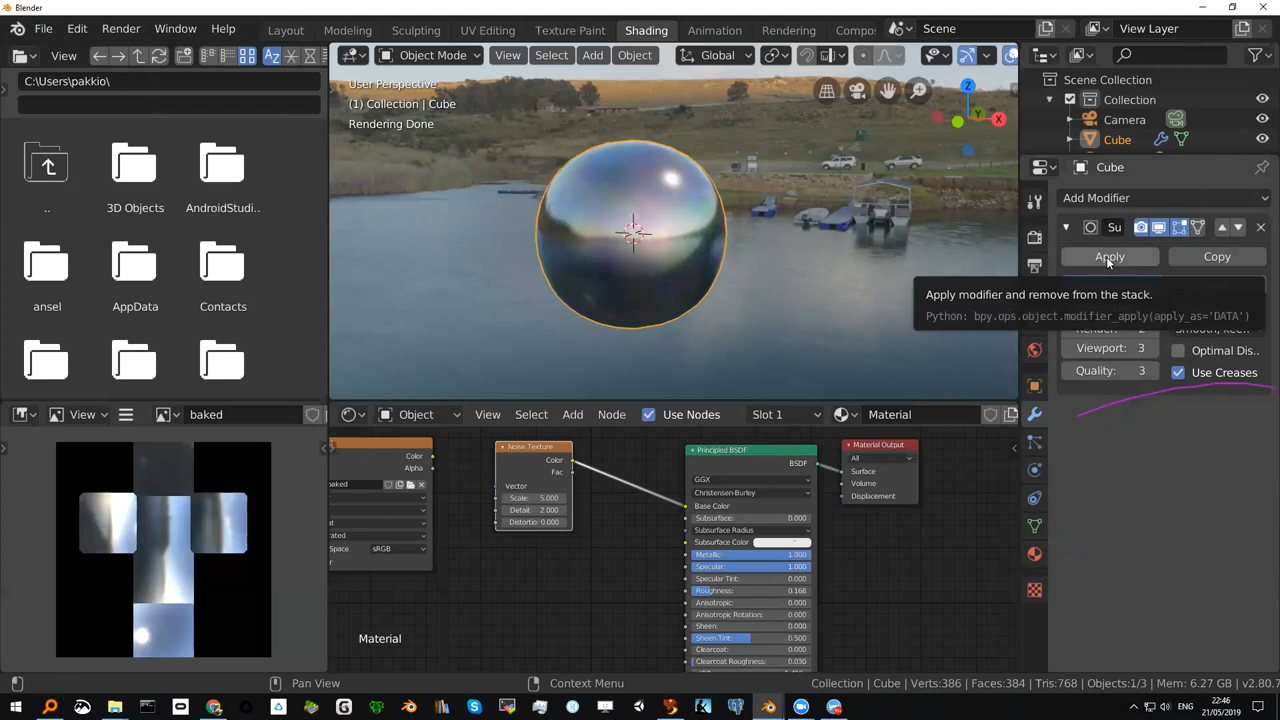 Blender
File Edit Render Window Help
Layout Modeling Sculpting UV Editing Texture Paint Shading Animation Rendering Compos
Scene
View Layer
View
C:\Users\pakkio\
..
3D Objects
AndroidStudi..
ansel
AppData
Contacts
Object Mode View Select Add Object Global
User Perspective
(1) Collection | Cube
Rendering Done
Z
Y
X
Scene Collection
Collection
Camera
Cube
Cube
Add Modifier
Su
Apply
Copy
Apply modifier and remove from the stack.
Python: bpy.ops.object.modifier_apply(apply_as='DATA')
Viewport: 3
Optimal Dis..
Quality: 3
Use Creases
View
baked
Object View Select Add Node Use Nodes Slot 1 Material
Color
Alpha
baked
Space sRGB
Noise Texture
Color
Fac
Vector
Scale: 5.000
Detail: 2.000
Distortio: 0.000
Principled BSDF
BSDF
GGX
Christensen-Burley
Base Color
Subsurface: 0.000
Subsurface Radius
Subsurface Color
Metallic: 1.000
Specular: 1.000
Specular Tint: 0.000
Roughness: 0.168
Anisotropic: 0.000
Anisotropic Rotation: 0.000
Sheen: 0.000
Sheen Tint: 0.500
Clearcoat: 0.000
Clearcoat Roughness: 0.030
Material Output
All
Surface
Volume
Displacement
Material
Pan View
Context Menu
Collection | Cube | Verts:386 | Faces:384 | Tris:768 | Objects:1/3 | Mem: 6.27 GB | v2.80.7
ENG
22:46
21/05/2019